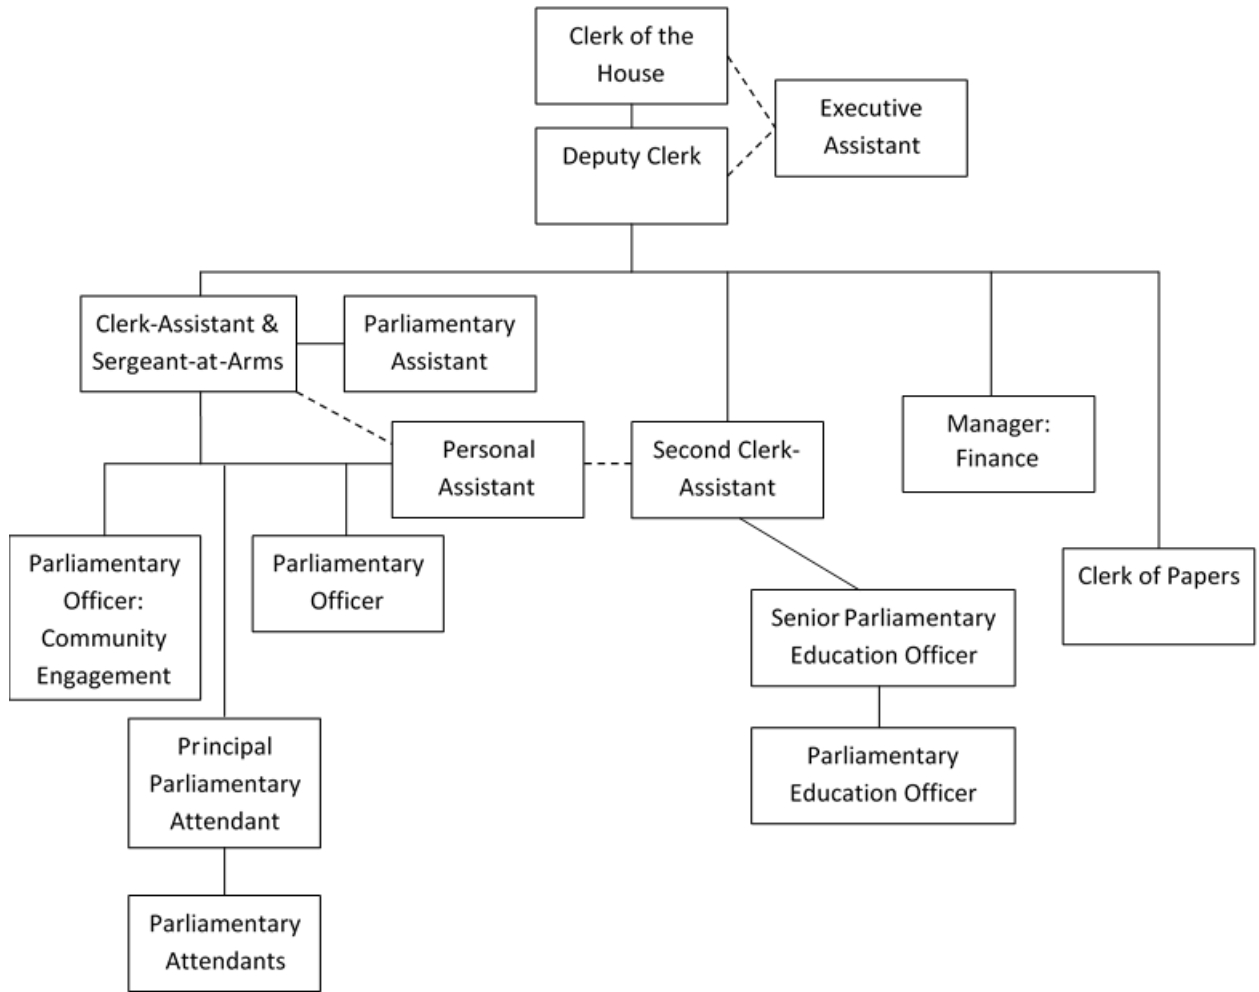 Clerk of the
House
Executive
Assistant
Deputy Clerk
Clerk-Assistant &
Sergeant-at-Arms
Parliamentary
Assistant
Personal
Assistant
Second Clerk-
Assistant
Manager:
Finance
Parliamentary
Officer:
Community
Engagement
Parliamentary
Officer
Clerk of Papers
Senior Parliamentary
Education Officer
Principal
Parliamentary
Attendant
Parliamentary
Education Officer
Parliamentary
Attendants